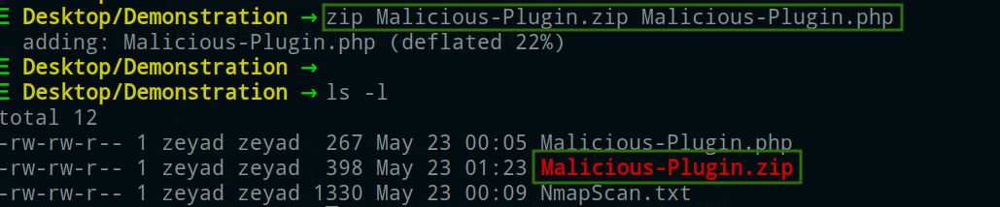 Ξ Desktop/Demonstration → zip Malicious-Plugin.zip Malicious-Plugin.php
adding: Malicious-Plugin.php (deflated 22%)
Ξ Desktop/Demonstration →
Ξ Desktop/Demonstration → ls -l
total 12
-rw-rw-r-- 1 zeyad zeyad 267 May 23 00:05 Malicious-Plugin.php
-rw-rw-r-- 1 zeyad zeyad 398 May 23 01:23 Malicious-Plugin.zip
-rw-rw-r-- 1 zeyad zeyad 1330 May 23 00:09 NmapScan.txt